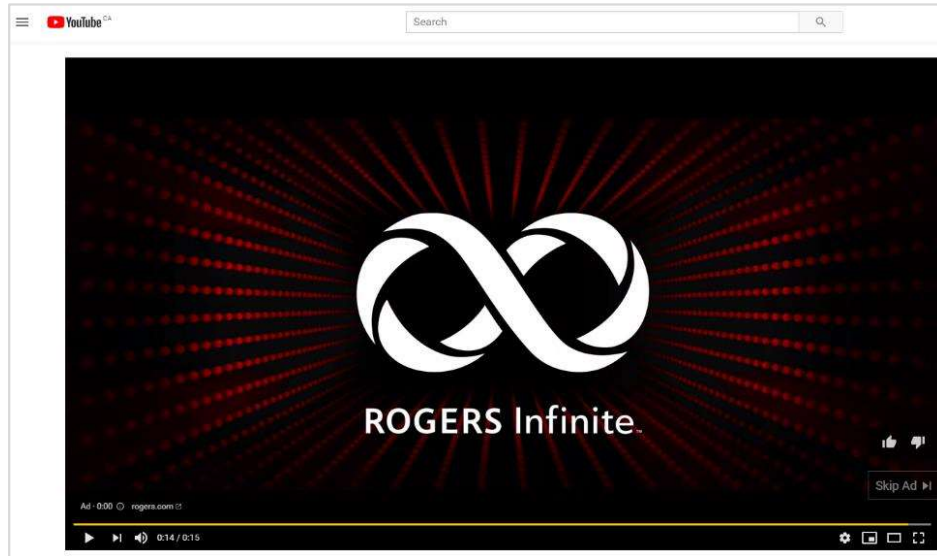 YouTube CA
Search
ROGERS Infinite™
Skip Ad
Ad · 0:00 rogers.com
0:14 / 0:15